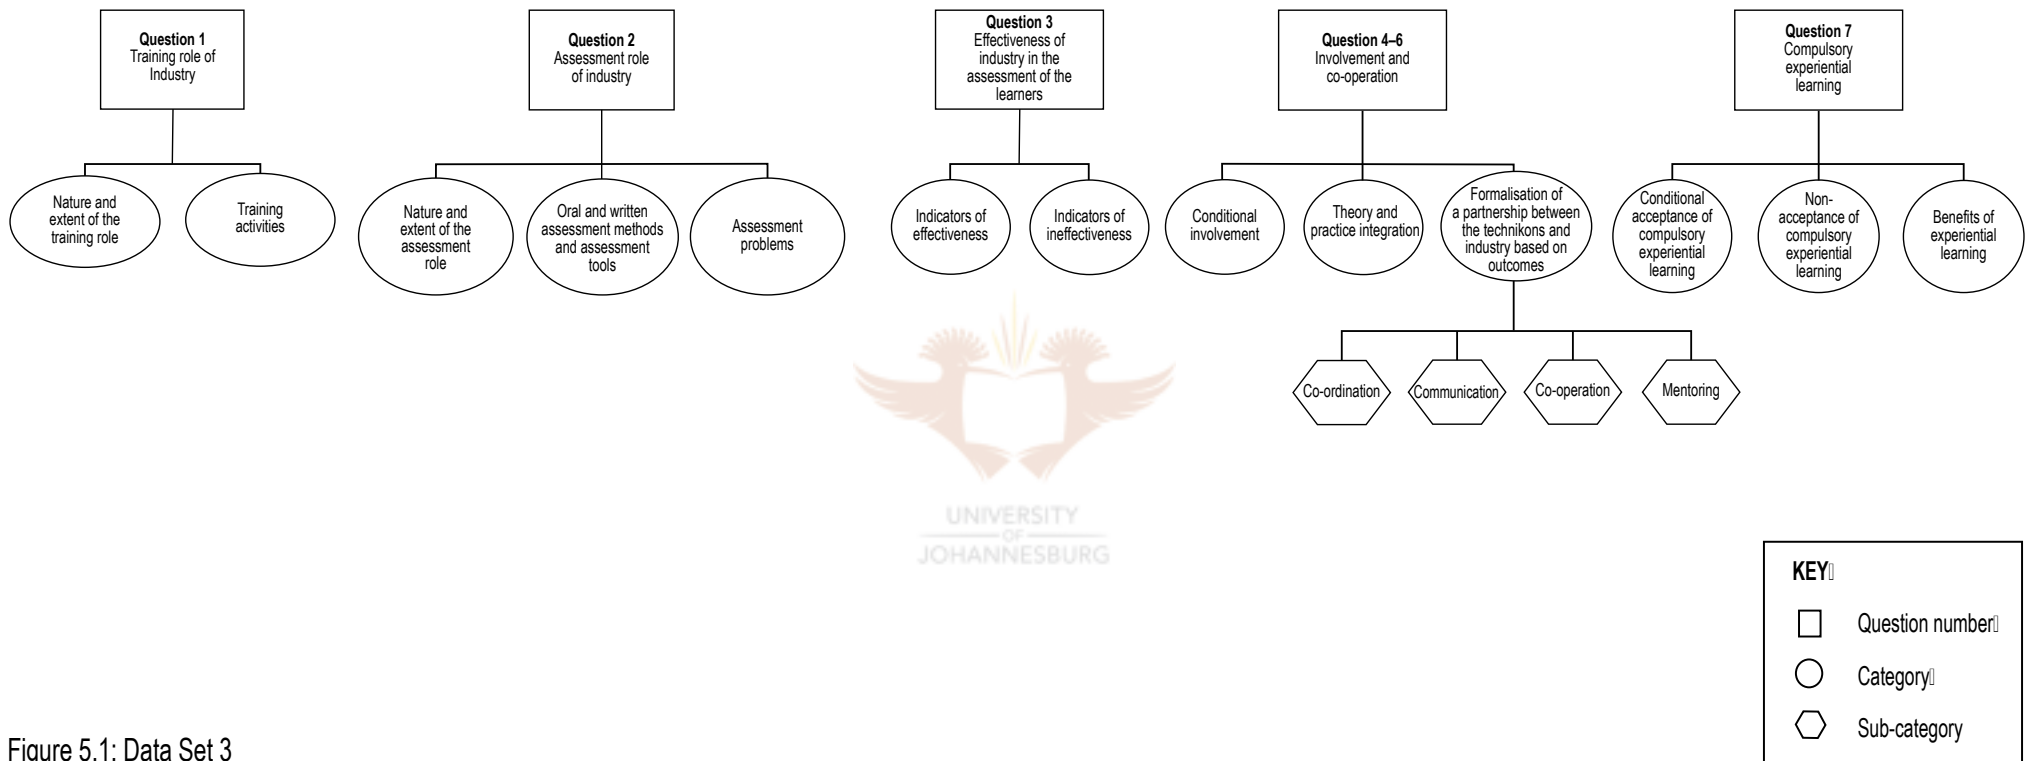 Question 1
Training role of
Industry
Question 2
Assessment role
of industry
Question 3
Effectiveness of
industry in the
assessment of the
learners
Question 4–6
Involvement and
co-operation
Question 7
Compulsory
experiential
learning
Nature and
extent of the
training role
Training
activities
Nature and
extent of the
assessment
role
Oral and written
assessment methods
and assessment
tools
Assessment
problems
Indicators of
effectiveness
Indicators of
ineffectiveness
Conditional
involvement
Theory and
practice integration
Formalisation of
a partnership between
the technikons and
industry based on
outcomes
Conditional
acceptance of
compulsory
experiential
learning
Non-
acceptance of
compulsory
experiential
learning
Benefits of
experiential
learning
Co-ordination
Communication
Co-operation
Mentoring
UNIVERSITY
OF
JOHANNESBURG
KEY
Question number
Category
Sub-category
Figure 5.1: Data Set 3